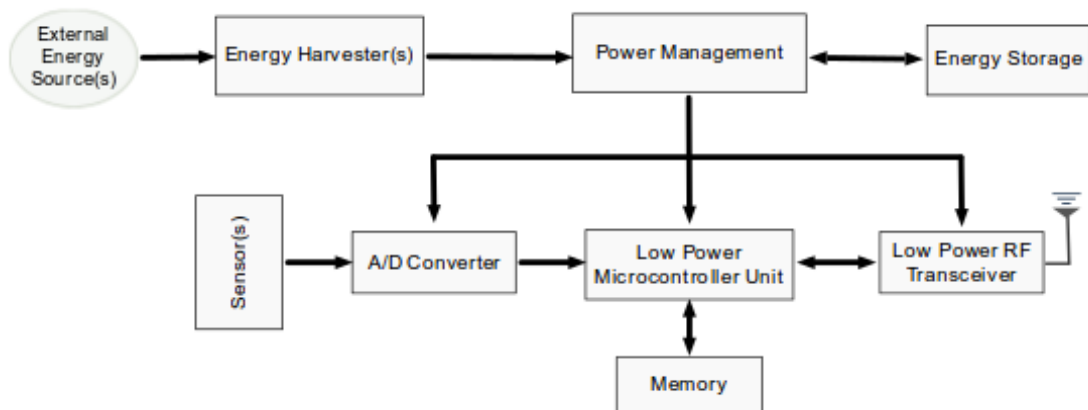 External
Energy
Source(s)
Energy Harvester(s)
Power Management
Energy Storage
Sensor(s)
A/D Converter
Low Power
Microcontroller Unit
Low Power RF
Transceiver
Memory